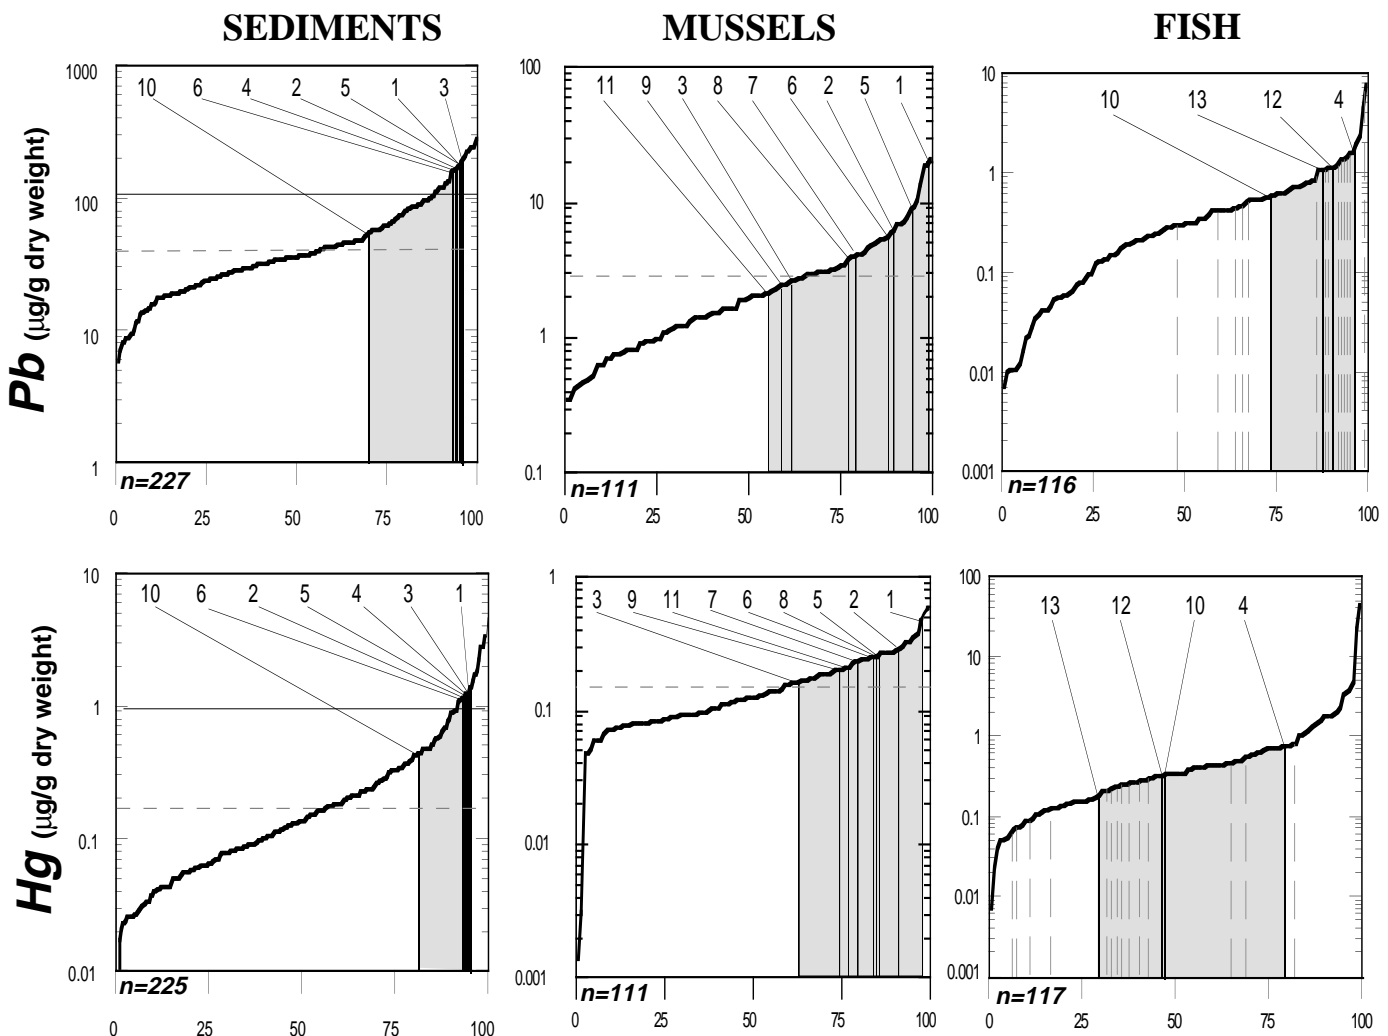 SEDIMENTS MUSSELS FISH
Pb (µg/g dry weight)
1000
100
10
1
10 6 4 2 5 1 3
n=227
0 25 50 75 100
100
10
1
0.1
11 9 3 8 7 6 2 5 1
n=111
0 25 50 75 100
10
1
0.1
0.01
0.001
10 13 12 4
n=116
0 25 50 75 100
Hg (µg/g dry weight)
10
1
0.1
0.01
10 6 2 5 4 3 1
n=225
0 25 50 75 100
1
0.1
0.01
0.001
3 9 11 7 6 8 5 2 1
n=111
0 25 50 75 100
100
10
1
0.1
0.01
0.001
13 12 10 4
n=117
0 25 50 75 100